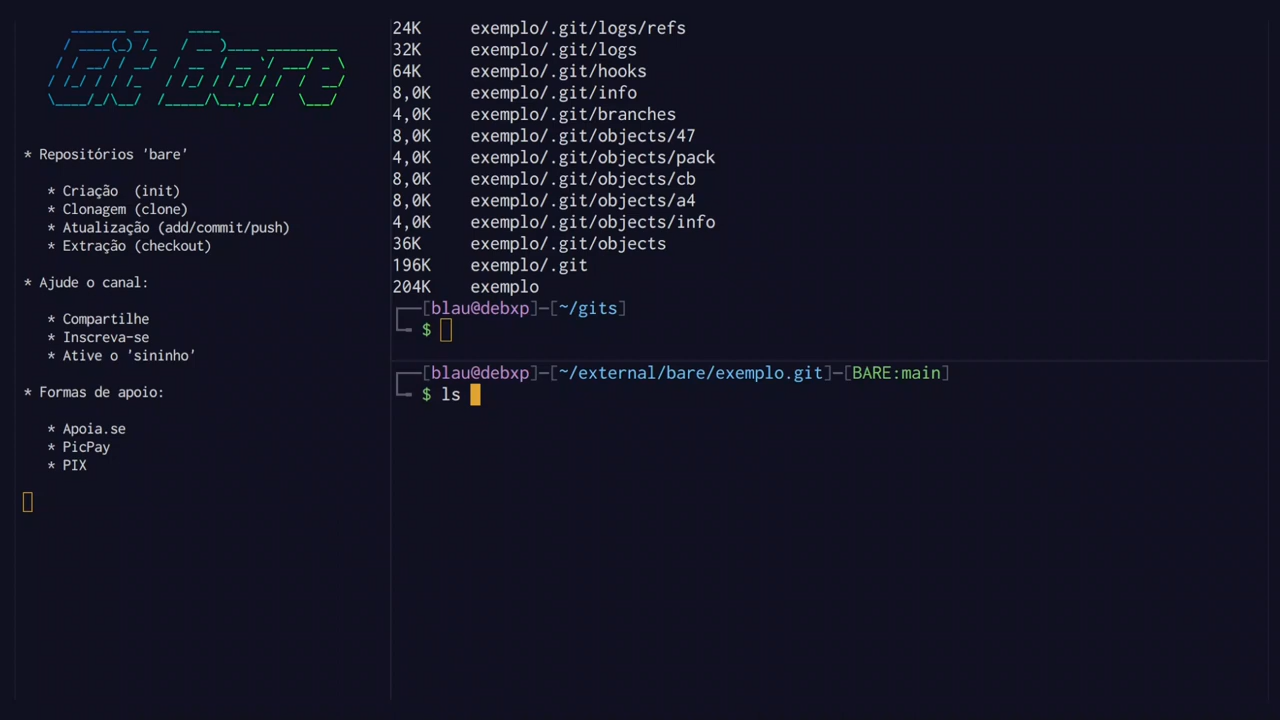 Git Bare
* Repositórios 'bare'
* Criação (init)
* Clonagem (clone)
* Atualização (add/commit/push)
* Extração (checkout)
* Ajude o canal:
* Compartilhe
* Inscreva-se
* Ative o 'sininho'
* Formas de apoio:
* Apoia.se
* PicPay
* PIX
24K exemplo/.git/logs/refs
32K exemplo/.git/logs
64K exemplo/.git/hooks
8,0K exemplo/.git/info
4,0K exemplo/.git/branches
8,0K exemplo/.git/objects/47
4,0K exemplo/.git/objects/pack
8,0K exemplo/.git/objects/cb
8,0K exemplo/.git/objects/a4
4,0K exemplo/.git/objects/info
36K exemplo/.git/objects
196K exemplo/.git
204K exemplo
[blau@debxp]-[~/gits]
$
[blau@debxp]-[~/external/bare/exemplo.git]-[BARE:main]
$ ls